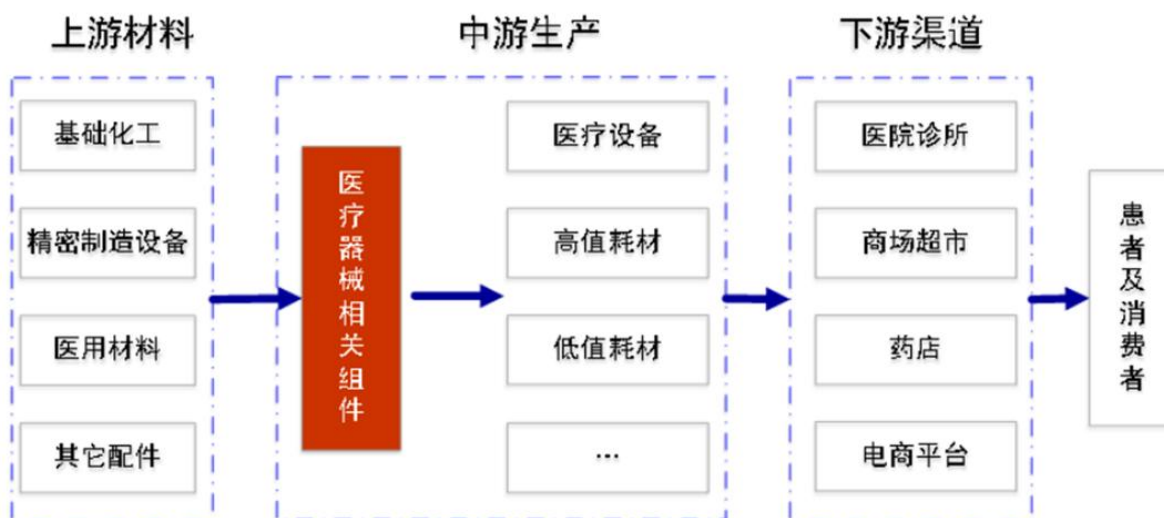 上游材料
中游生产
下游渠道
基础化工
精密制造设备
医用材料
其它配件
医疗器械相关组件
医疗设备
高值耗材
低值耗材
...
医院诊所
商场超市
药店
电商平台
患者及消费者